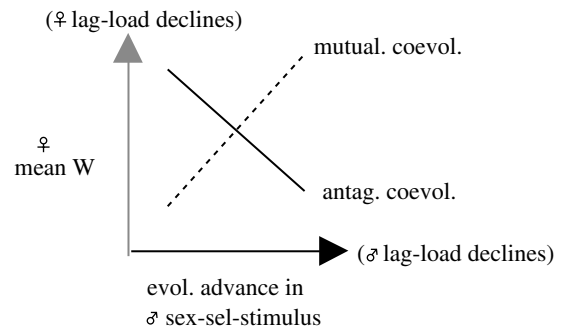 (♀ lag-load declines)
mutual. coevol.
♀
mean W
antag. coevol.
(♂ lag-load declines)
evol. advance in
♂ sex-sel-stimulus